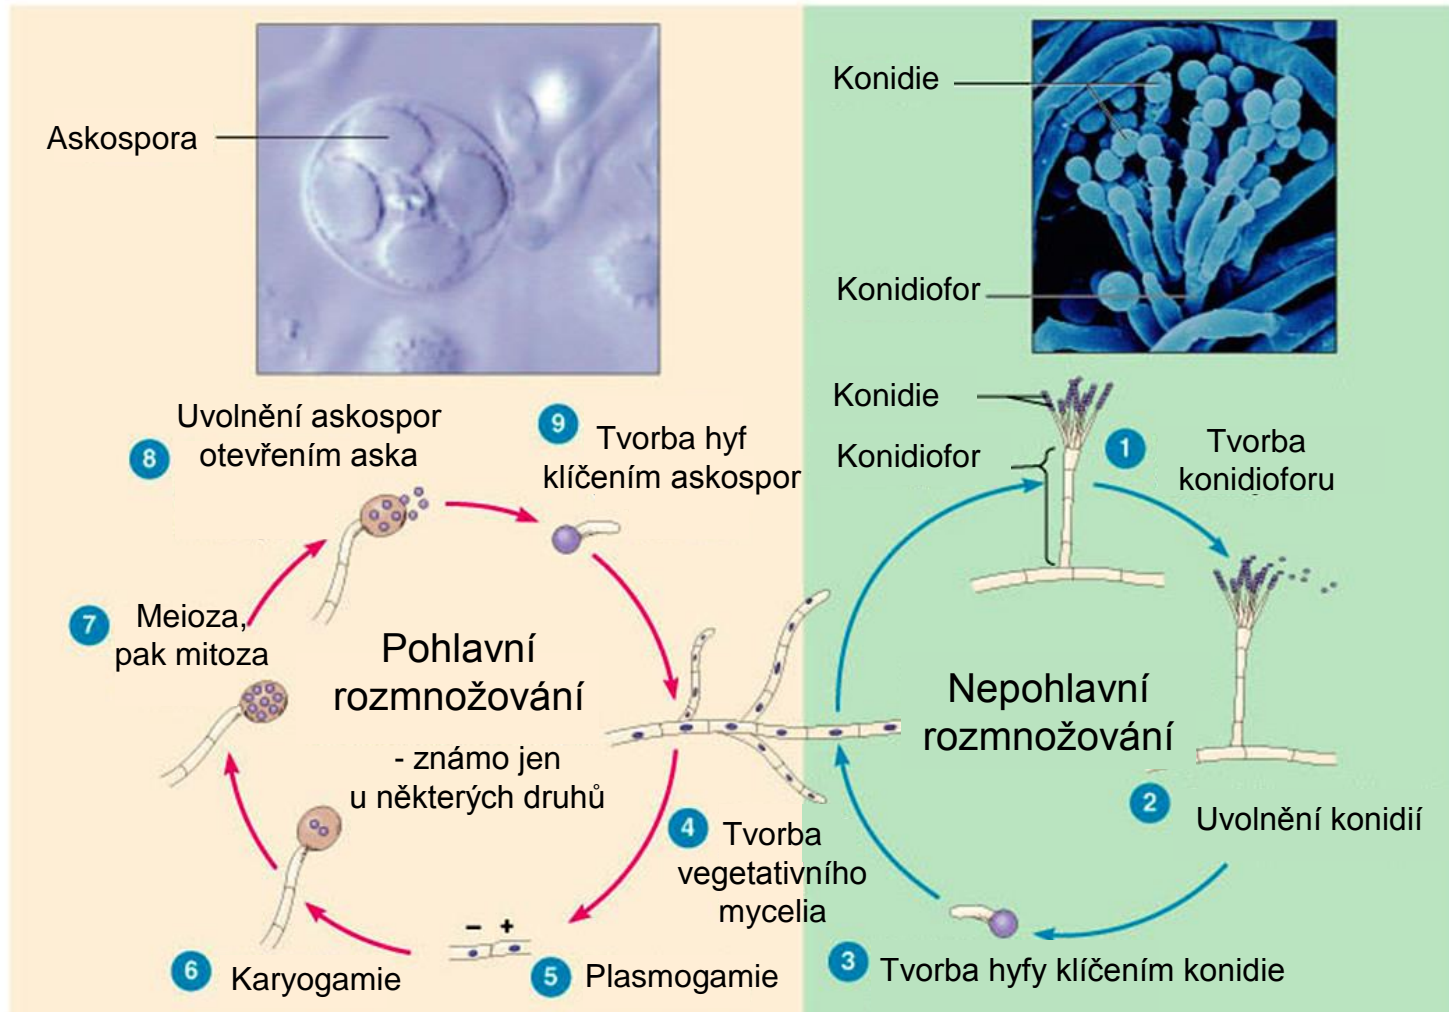 Askospora
Konidie
Konidiofor
Konidie
Konidiofor
1
Tvorba
konidioforu
2
Uvolnění konidií
3
Tvorba hyfy klíčením konidie
Nepohlavní
rozmnožování
4
Tvorba
vegetativního
mycelia
5
Plasmogamie
– +
6
Karyogamie
7
Meioza,
pak mitoza
8
Uvolnění askospor
otevřením aska
9
Tvorba hyf
klíčením askospor
Pohlavní
rozmnožování
- známo jen
u některých druhů